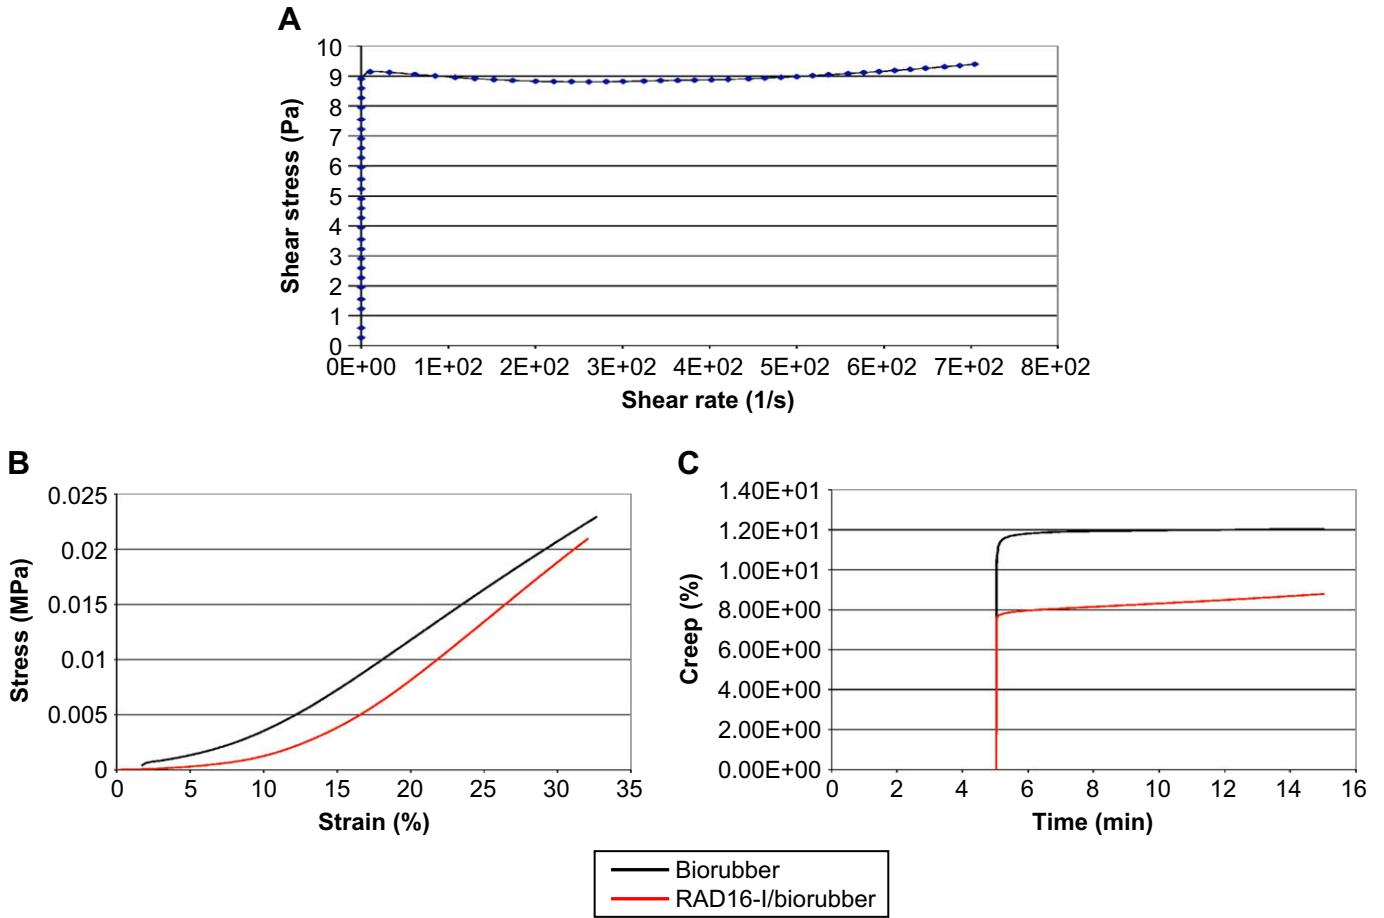 A
10
9
8
7
6
5
4
3
2
1
0
Shear stress (Pa)
0E+00 1E+02 2E+02 3E+02 4E+02 5E+02 6E+02 7E+02 8E+02
Shear rate (1/s)
B
0.025
0.02
0.015
0.01
0.005
0
Stress (MPa)
0 5 10 15 20 25 30 35
Strain (%)
C
1.40E+01
1.20E+01
1.00E+01
8.00E+00
6.00E+00
4.00E+00
2.00E+00
0.00E+00
Creep (%)
0 2 4 6 8 10 12 14 16
Time (min)
Biorubber
RAD16-I/biorubber